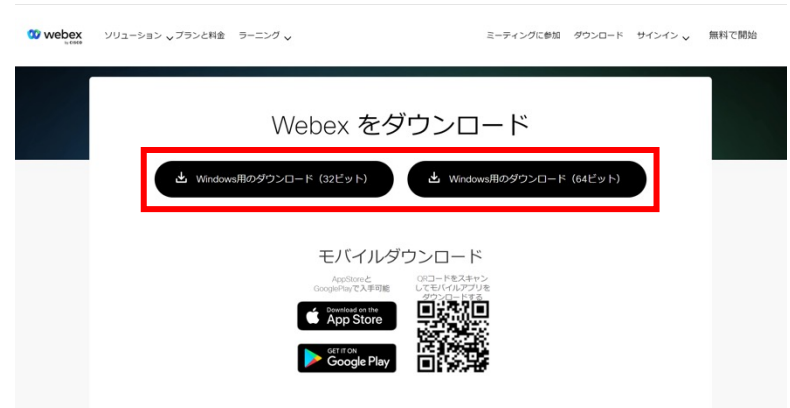 webex
by CISCO
ソリューション プランと料金 ラーニング
ミーティングに参加 ダウンロード サインイン 無料で開始
Webex をダウンロード
Windows用のダウンロード（32ビット） Windows用のダウンロード（64ビット）
モバイルダウンロード
AppStoreと
GooglePlayで入手可能
QRコードをスキャン
してモバイルアプリを
ダウンロードする
Download on the
App Store
GET IT ON
Google Play